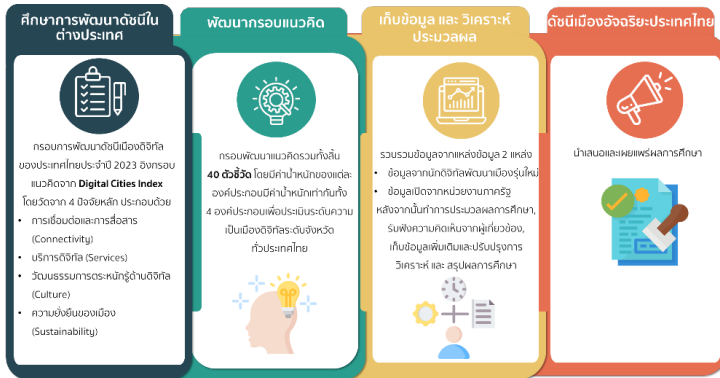 ศึกษาการพัฒนาดัชนีใน
ต่างประเทศ
กรอบการพัฒนาดัชนีเมืองดิจิทัล
ของประเทศไทยประจำปี 2023 อิงกรอบ
แนวคิดจาก Digital Cities Index
โดยวัดจาก 4 ปัจจัยหลัก ประกอบด้วย
• การเชื่อมต่อและการสื่อสาร
(Connectivity)
• บริการดิจิทัล (Services)
• วัฒนธรรมการตระหนักรู้ด้านดิจิทัล
(Culture)
• ความยั่งยืนของเมือง
(Sustainability)
พัฒนากรอบแนวคิด
กรอบพัฒนาแนวคิดรวมทั้งสิ้น
40 ตัวชี้วัด โดยมีค่าน้ำหนักของแต่ละ
องค์ประกอบมีค่าน้ำหนักเท่ากันทั้ง
4 องค์ประกอบเพื่อประเมินระดับความ
เป็นเมืองดิจิทัลระดับจังหวัด
ทั่วประเทศไทย
เก็บข้อมูล และ วิเคราะห์
ประมวลผล
รวบรวมข้อมูลจากแหล่งข้อมูล 2 แหล่ง
• ข้อมูลจากนักดิจิทัลพัฒนาเมืองรุ่นใหม่
• ข้อมูลเปิดจากหน่วยงานภาครัฐ
หลังจากนั้นทำการประมวลผลการศึกษา,
รับฟังความคิดเห็นจากผู้เกี่ยวข้อง,
เก็บข้อมูลเพิ่มเติมและปรับปรุงการ
วิเคราะห์ และ สรุปผลการศึกษา
ดัชนีเมืองอัจฉริยะประเทศไทย
นำเสนอและเผยแพร่ผลการศึกษา